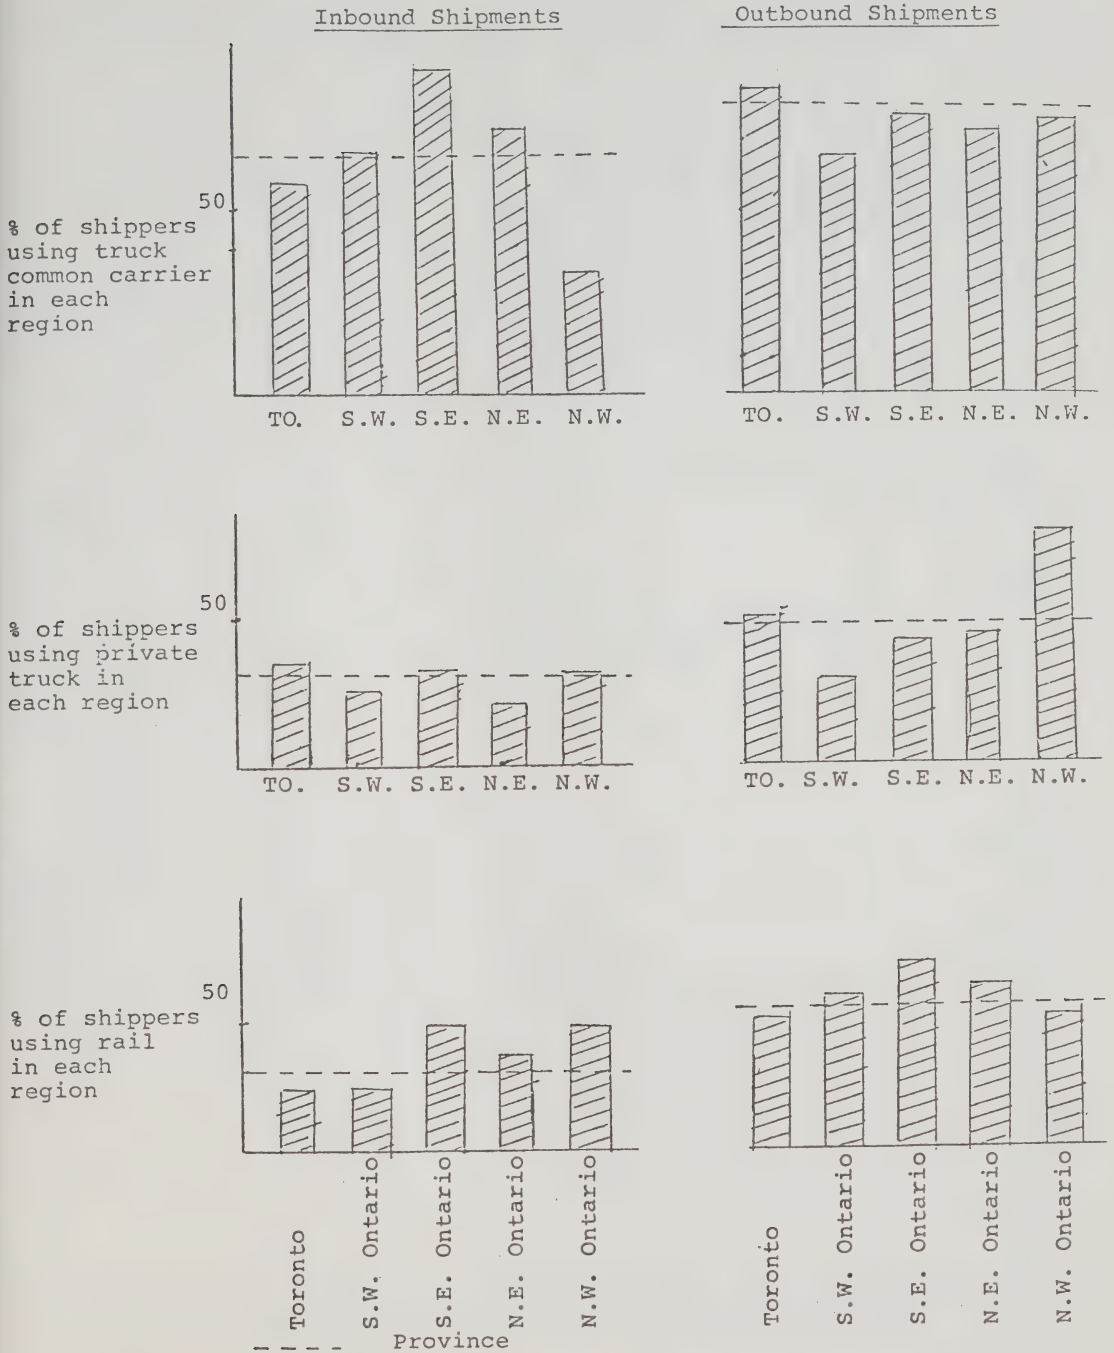 Inbound Shipments
Outbound Shipments
50
% of shippers
using truck
common carrier
in each
region
TO. S.W. S.E. N.E. N.W.
TO. S.W. S.E. N.E. N.W.
50
% of shippers
using private
truck in
each region
TO. S.W. S.E. N.E. N.W.
TO. S.W. S.E. N.E. N.W.
50
% of shippers
using rail
in each
region
Toronto
S.W. Ontario
S.E. Ontario
N.E. Ontario
N.W. Ontario
Toronto
S.W. Ontario
S.E. Ontario
N.E. Ontario
N.W. Ontario
Province